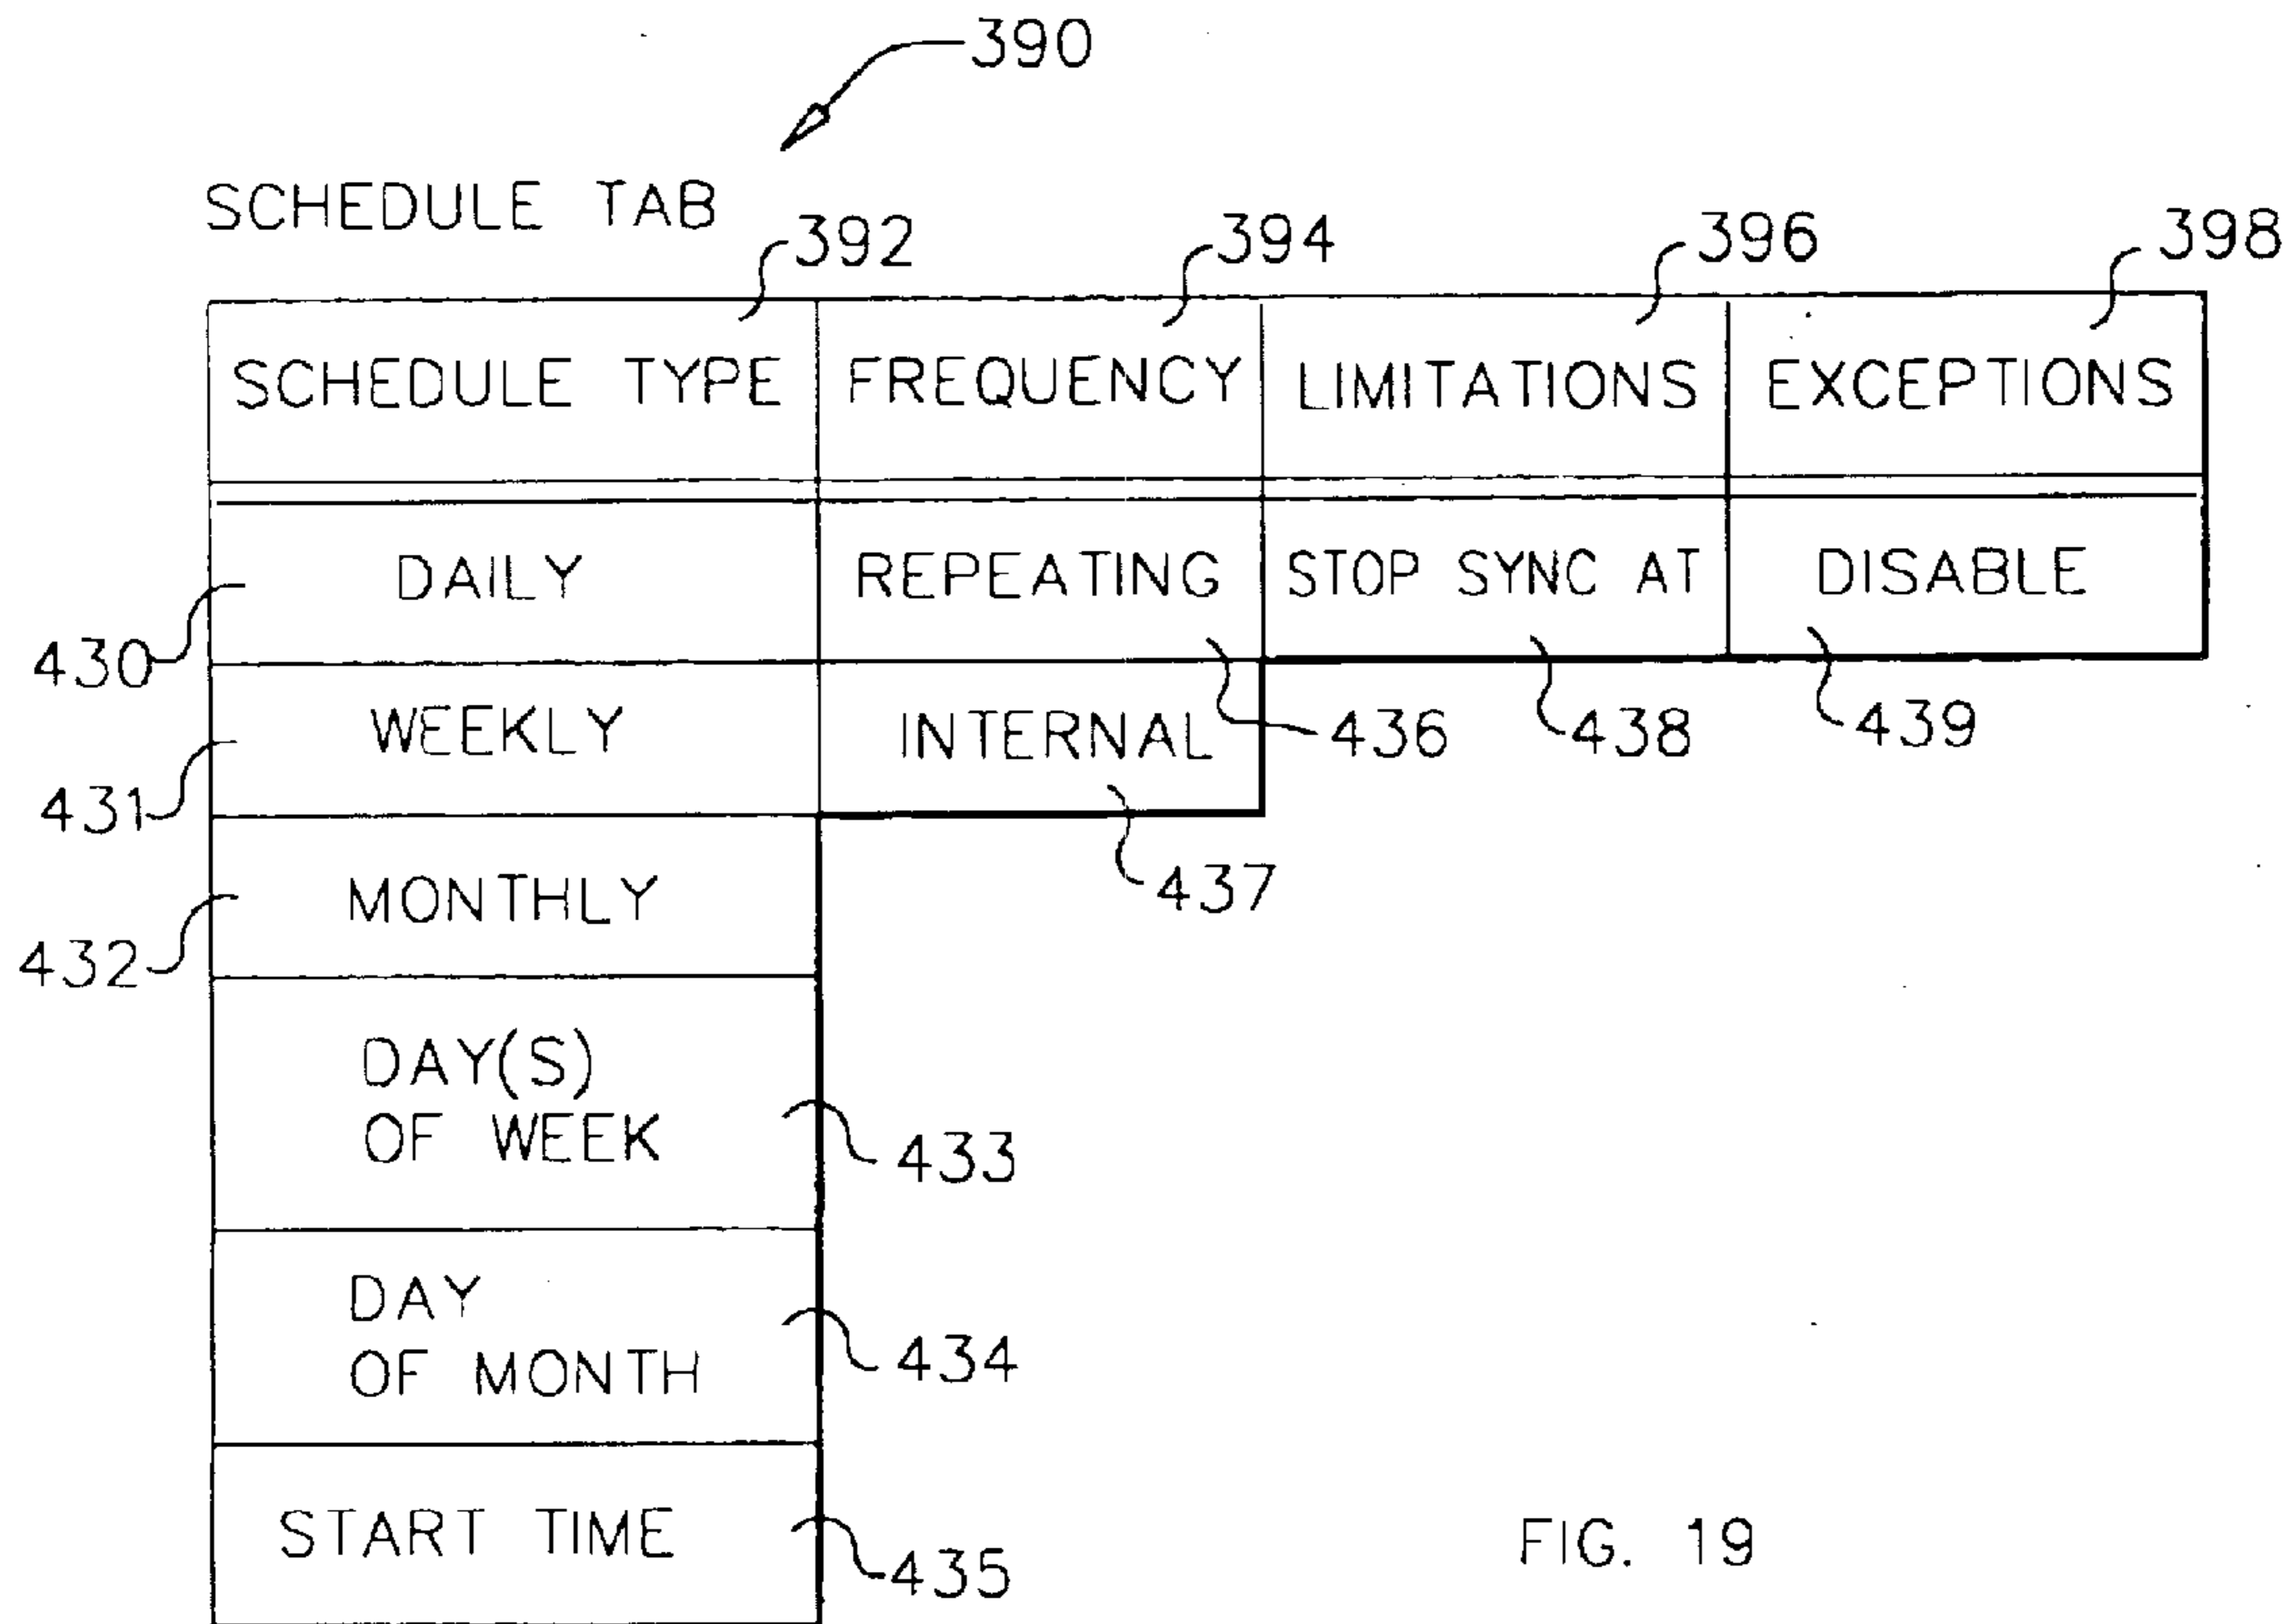 390
SCHEDULE TAB
392
394
396
398
SCHEDULE TYPE FREQUENCY LIMITATIONS EXCEPTIONS
DAILY REPEATING STOP SYNC AT DISABLE
430
WEEKLY INTERNAL
436
438
439
431
MONTHLY
437
432
DAY(S)
OF WEEK
433
DAY
OF MONTH
434
START TIME
435
FIG. 19